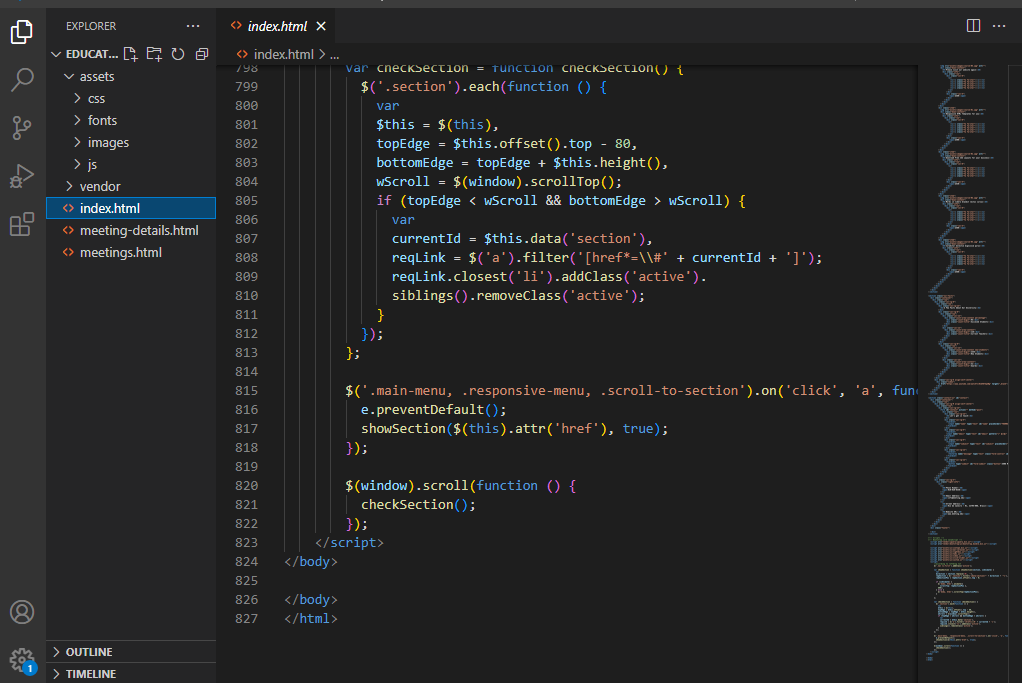 EXPLORER
EDUCAT...
assets
css
fonts
images
js
vendor
index.html
meeting-details.html
meetings.html
OUTLINE
TIMELINE
1
index.html
index.html > ...
798 var checkSection = function checkSection() {
799 $('.section').each(function () {
800 var
801 $this = $(this),
802 topEdge = $this.offset().top - 80,
803 bottomEdge = topEdge + $this.height(),
804 wScroll = $(window).scrollTop();
805 if (topEdge < wScroll && bottomEdge > wScroll) {
806 var
807 currentId = $this.data('section'),
808 reqLink = $('a').filter('[href*=\\#' + currentId + ']');
809 reqLink.closest('li').addClass('active').
810 siblings().removeClass('active');
811 }
812 });
813 };
814
815 $('.main-menu, .responsive-menu, .scroll-to-section').on('click', 'a', func
816 e.preventDefault();
817 showSection($(this).attr('href'), true);
818 });
819
820 $(window).scroll(function () {
821 checkSection();
822 });
823 </script>
824 </body>
825
826 </body>
827 </html>